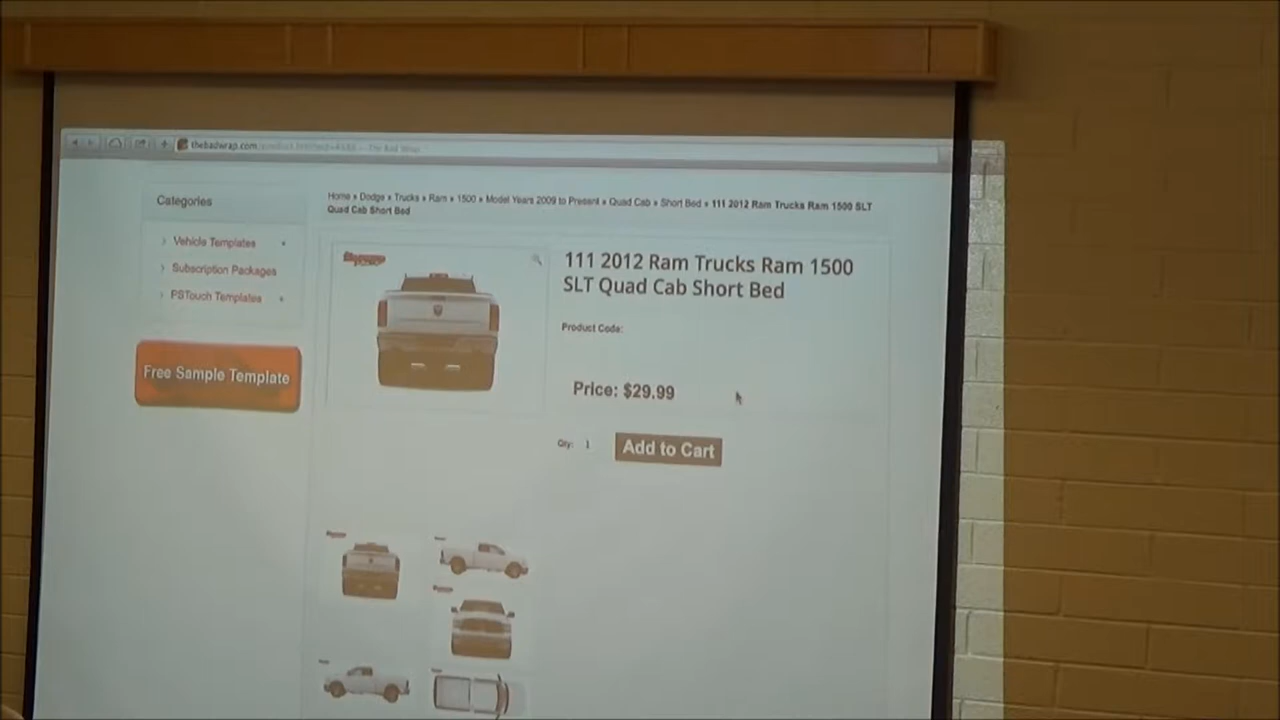 thebadwrap.com
Categories
Home » Dodge » Trucks » Ram » 1500 » Model Years 2009 to Present » Quad Cab » Short Bed » 111 2012 Ram Trucks Ram 1500 SLT
Quad Cab Short Bed
Vehicle Templates
Subscription Packages
PSTouch Templates
Free Sample Template
111 2012 Ram Trucks Ram 1500
SLT Quad Cab Short Bed
Product Code:
Price: $29.99
Qty: 1
Add to Cart